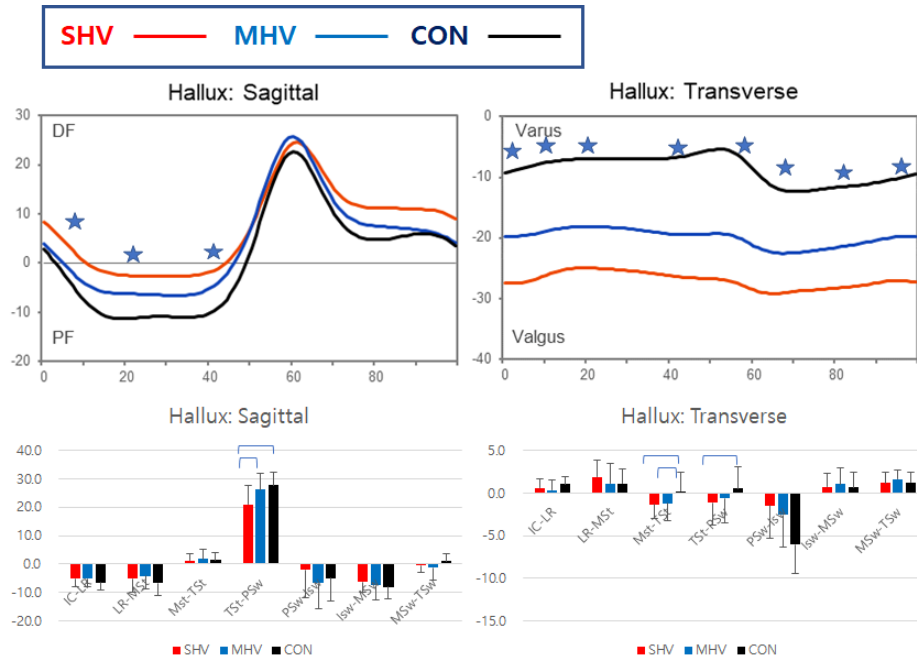 SHV MHV CON
Hallux: Sagittal
30
20
10
0
-10
-20
DF
PF
0 20 40 60 80
Hallux: Transverse
0
-10
-20
-30
-40
Varus
Valgus
0 20 40 60 80
Hallux: Sagittal
40.0
30.0
20.0
10.0
0.0
-10.0
-20.0
IC-LR LR-MSt Mst-TSt TSt-PSw PSw-Isw Isw-MSw MSw-TSw
SHV MHV CON
Hallux: Transverse
5.0
0.0
-5.0
-10.0
-15.0
IC-LR LR-MSt Mst-TSt TSt-PSw PSw-Isw Isw-MSw MSw-TSw
SHV MHV CON